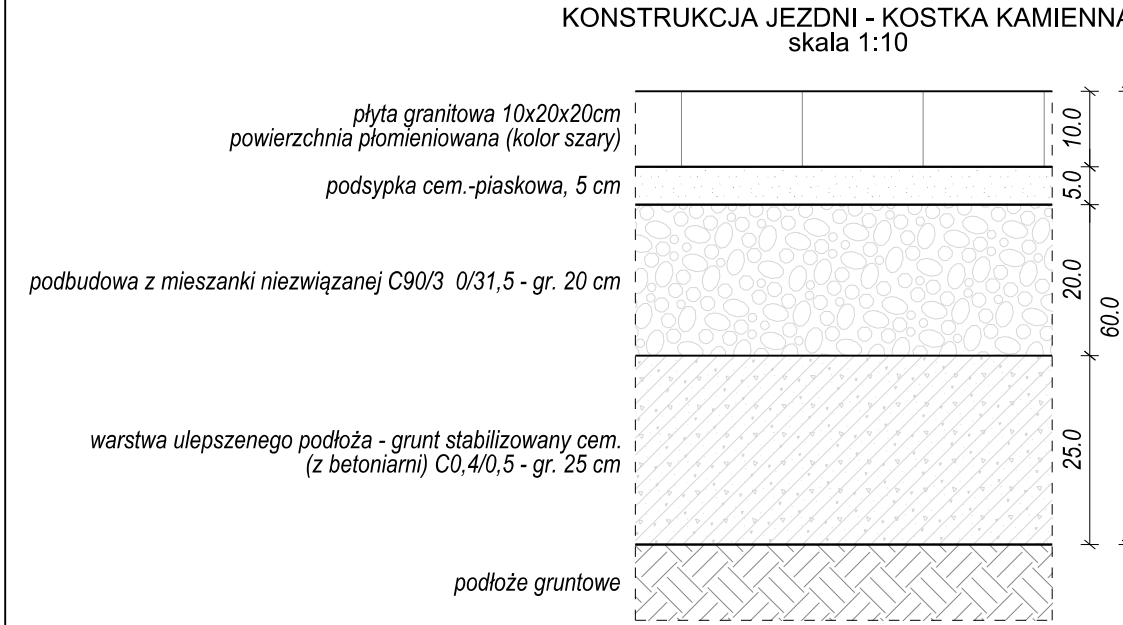 KONSTRUKCJA JEZDNI - KOSTKA KAMIENNA
skala 1:10
płyta granitowa 10x20x20cm
powierzchnia płomieniowana (kolor szary)
10.0
podsypka cem.-piaskowa, 5 cm
5.0
podbudowa z mieszanki niezwiązanej C90/3 0/31,5 - gr. 20 cm
20.0
60.0
warstwa ulepszenego podłoża - grunt stabilizowany cem.
(z betoniarni) C0,4/0,5 - gr. 25 cm
25.0
podłoże gruntowe